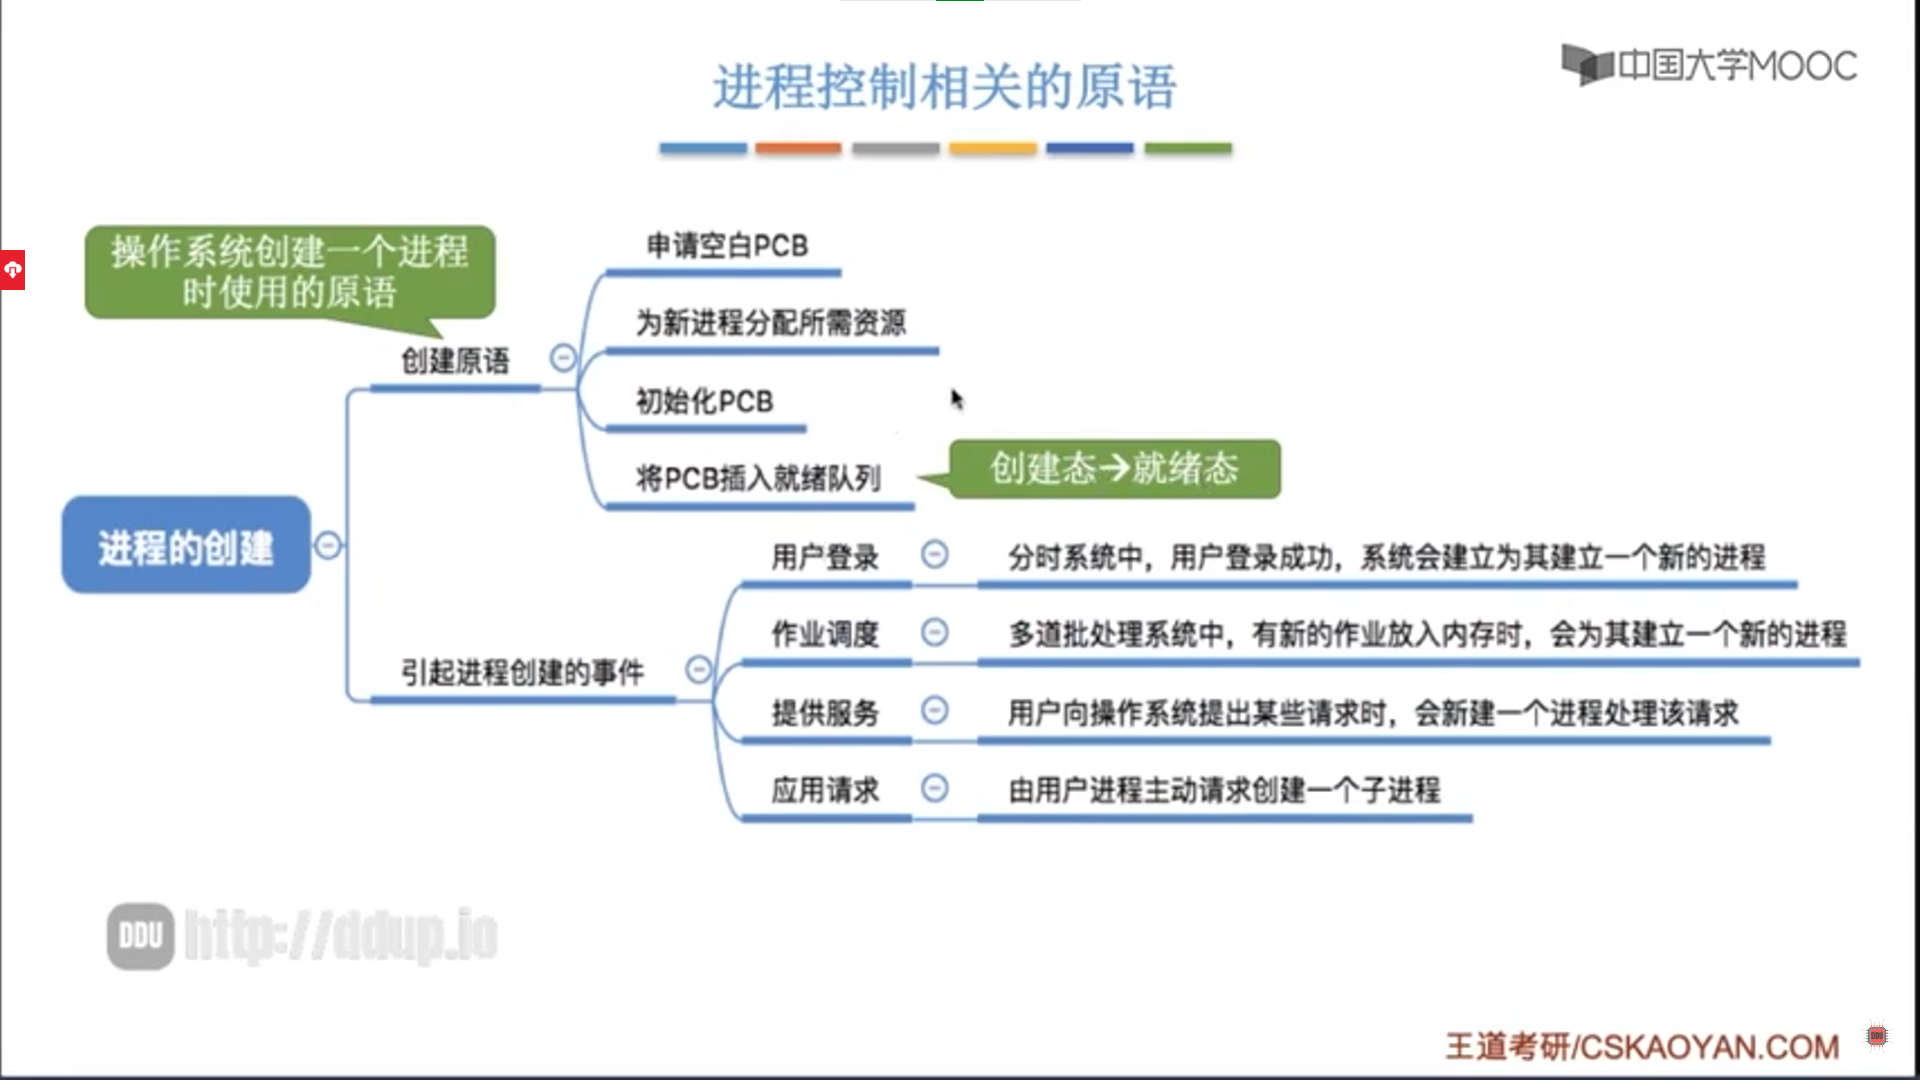 中国大学MOOC
进程控制相关的原语
操作系统创建一个进程
时使用的原语
创建原语
申请空白PCB
为新进程分配所需资源
初始化PCB
将PCB插入就绪队列
创建态→就绪态
进程的创建
引起进程创建的事件
用户登录
分时系统中，用户登录成功，系统会建立为其建立一个新的进程
作业调度
多道批处理系统中，有新的作业放入内存时，会为其建立一个新的进程
提供服务
用户向操作系统提出某些请求时，会新建一个进程处理该请求
应用请求
由用户进程主动请求创建一个子进程
DDU http://ddup.io
王道考研/CSKAOYAN.COM